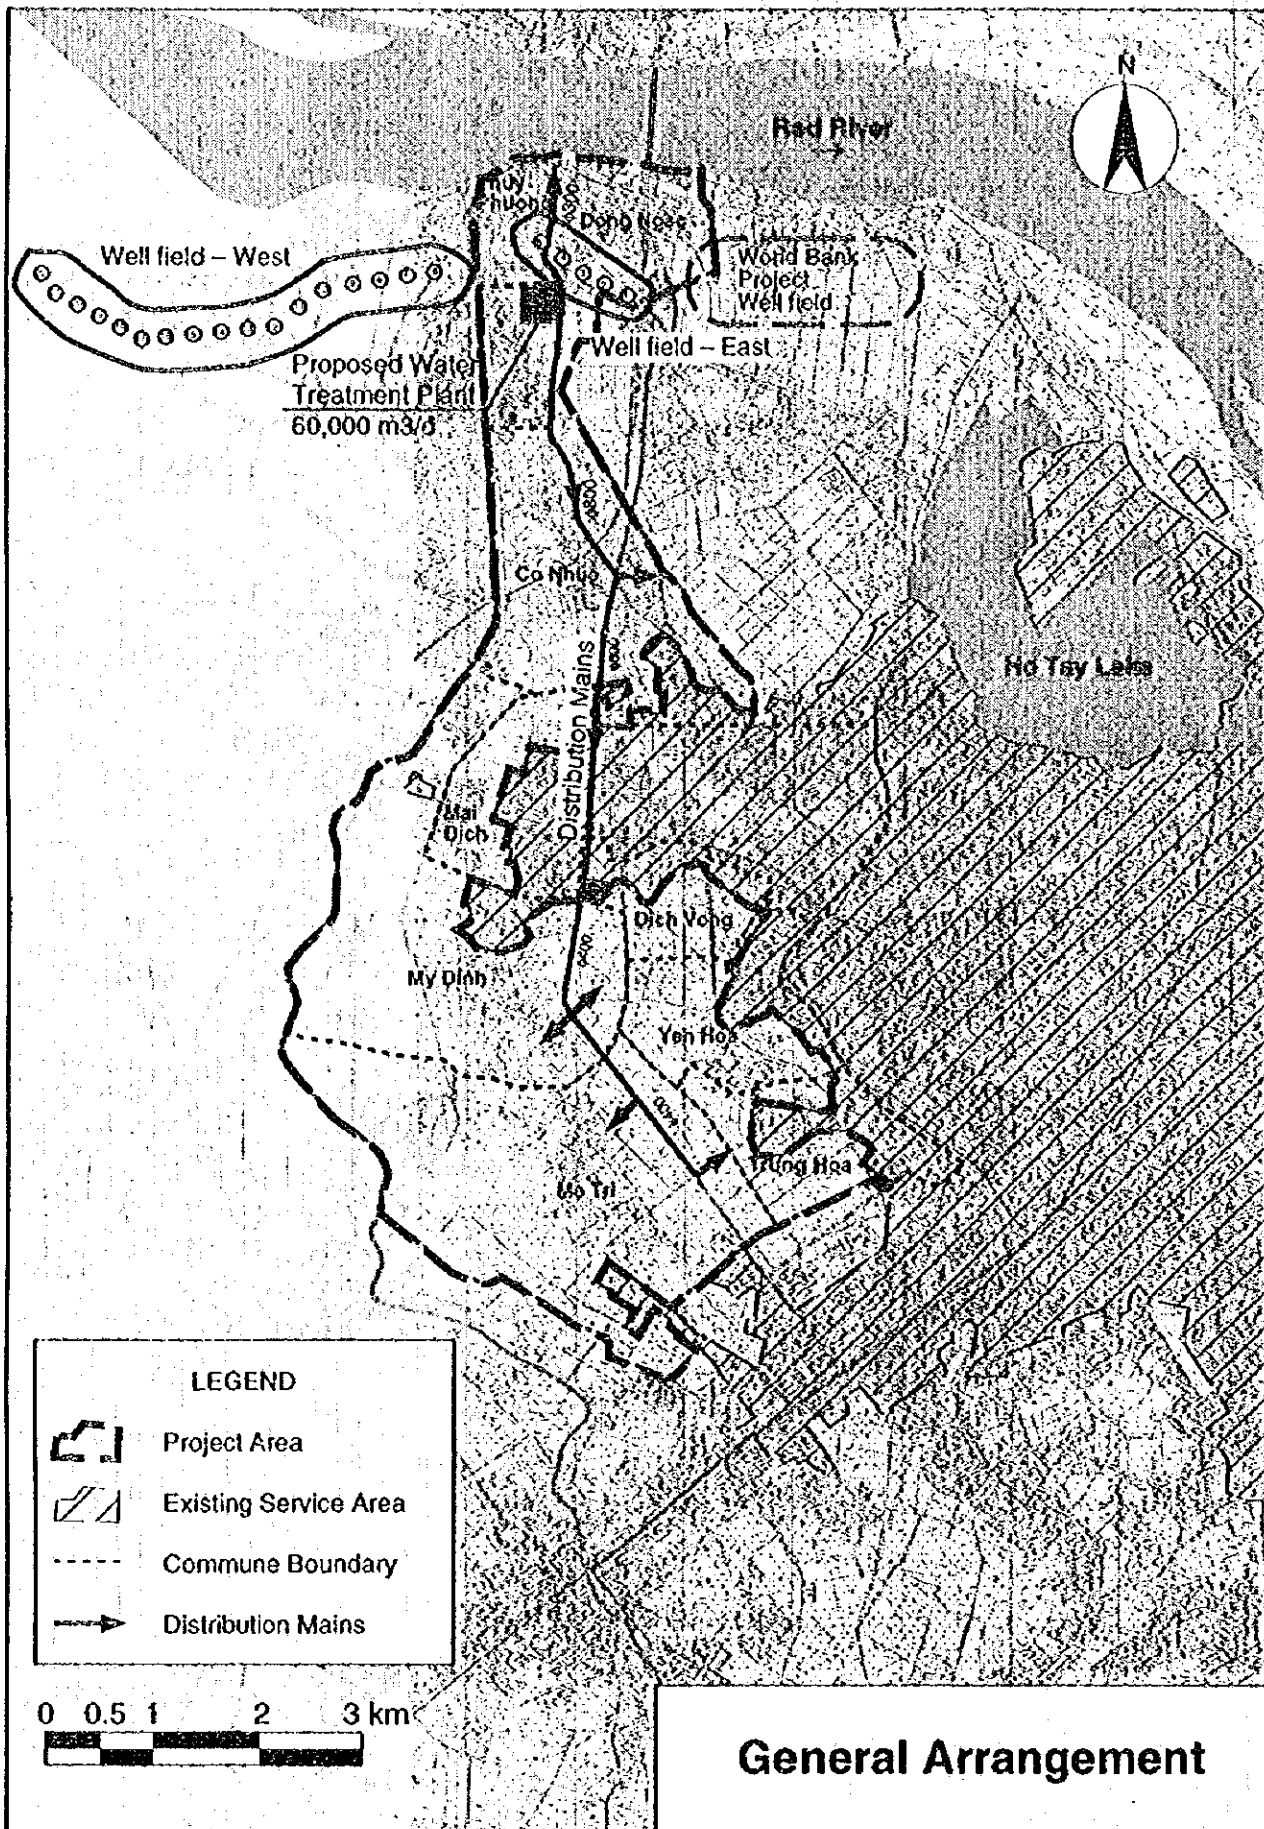 N
Red River
Thuy
Dong Ngac
Well field – West
World Bank
Project
Well field
Well field – East
Proposed Water
Treatment Plant
60,000 m3/d
Co Nhue
Distribution Mains
Ho Tay Lake
Mai
Dich
Dich Vong
My Dinh
Yen Hoa
Trung Hoa
Me Tri
LEGEND
Project Area
Existing Service Area
Commune Boundary
Distribution Mains
0 0.5 1 2 3 km
General Arrangement